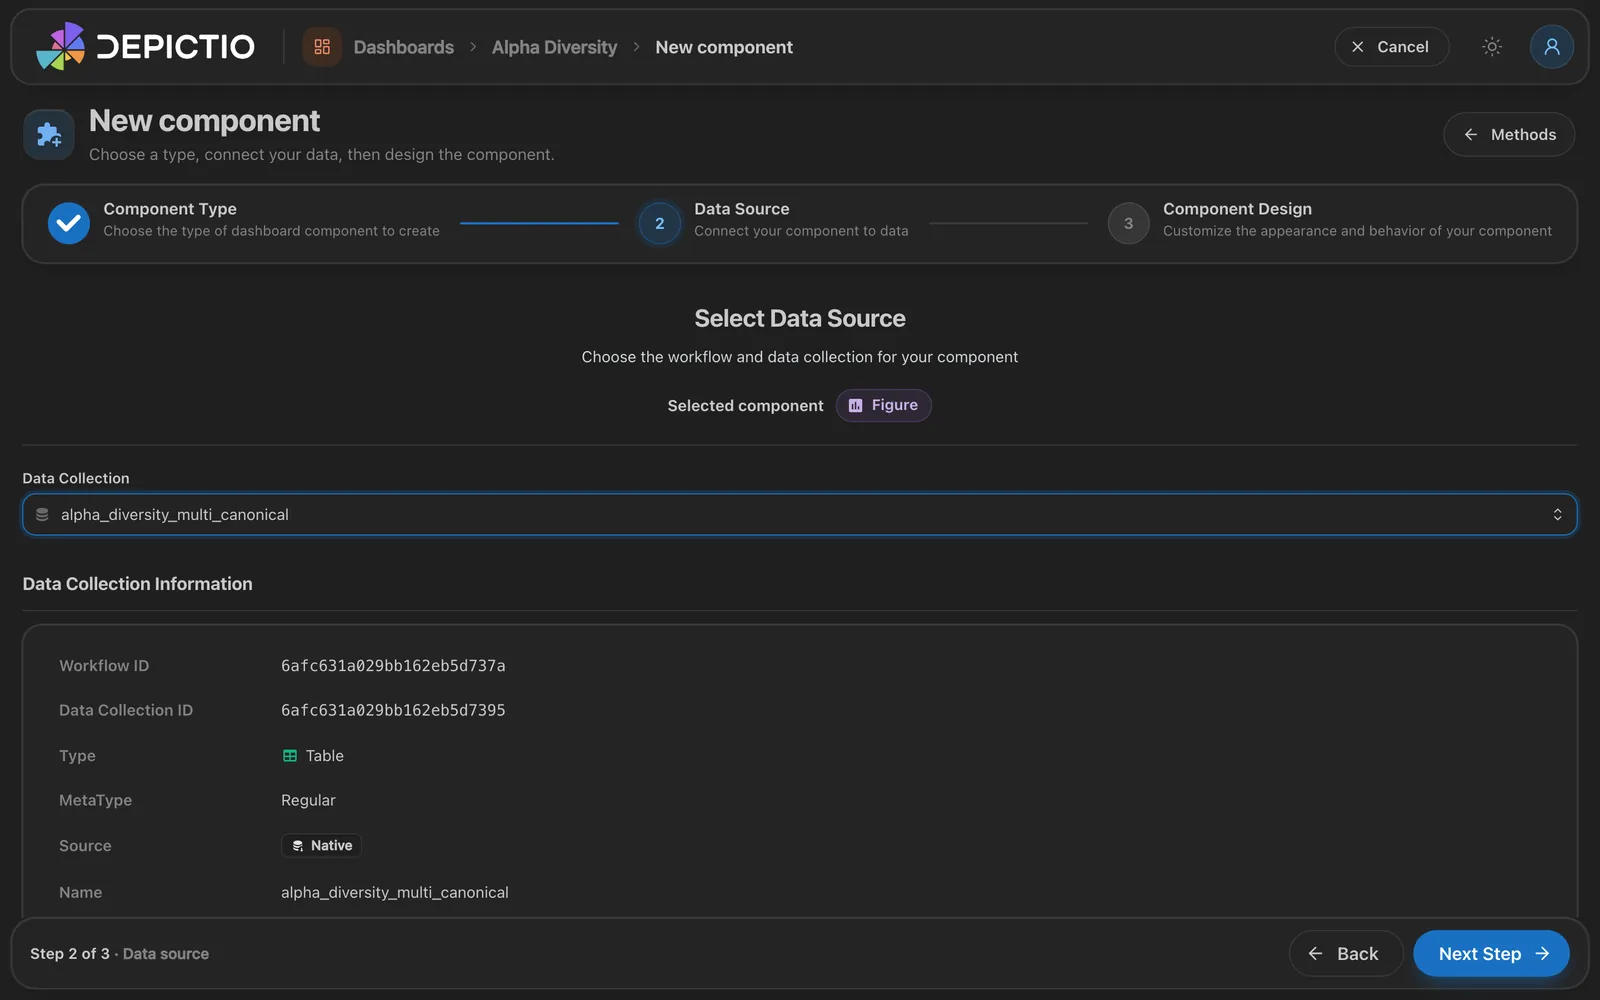 DEPICTIO
Dashboards
Alpha Diversity
New component
Cancel
New component
Choose a type, connect your data, then design the component.
Methods
Component Type
Choose the type of dashboard component to create
2
Data Source
Connect your component to data
3
Component Design
Customize the appearance and behavior of your component
Select Data Source
Choose the workflow and data collection for your component
Selected component
Figure
Data Collection
alpha_diversity_multi_canonical
Data Collection Information
Workflow ID
6afc631a029bb162eb5d737a
Data Collection ID
6afc631a029bb162eb5d7395
Type
Table
MetaType
Regular
Source
Native
Name
alpha_diversity_multi_canonical
Step 2 of 3 · Data source
Back
Next Step